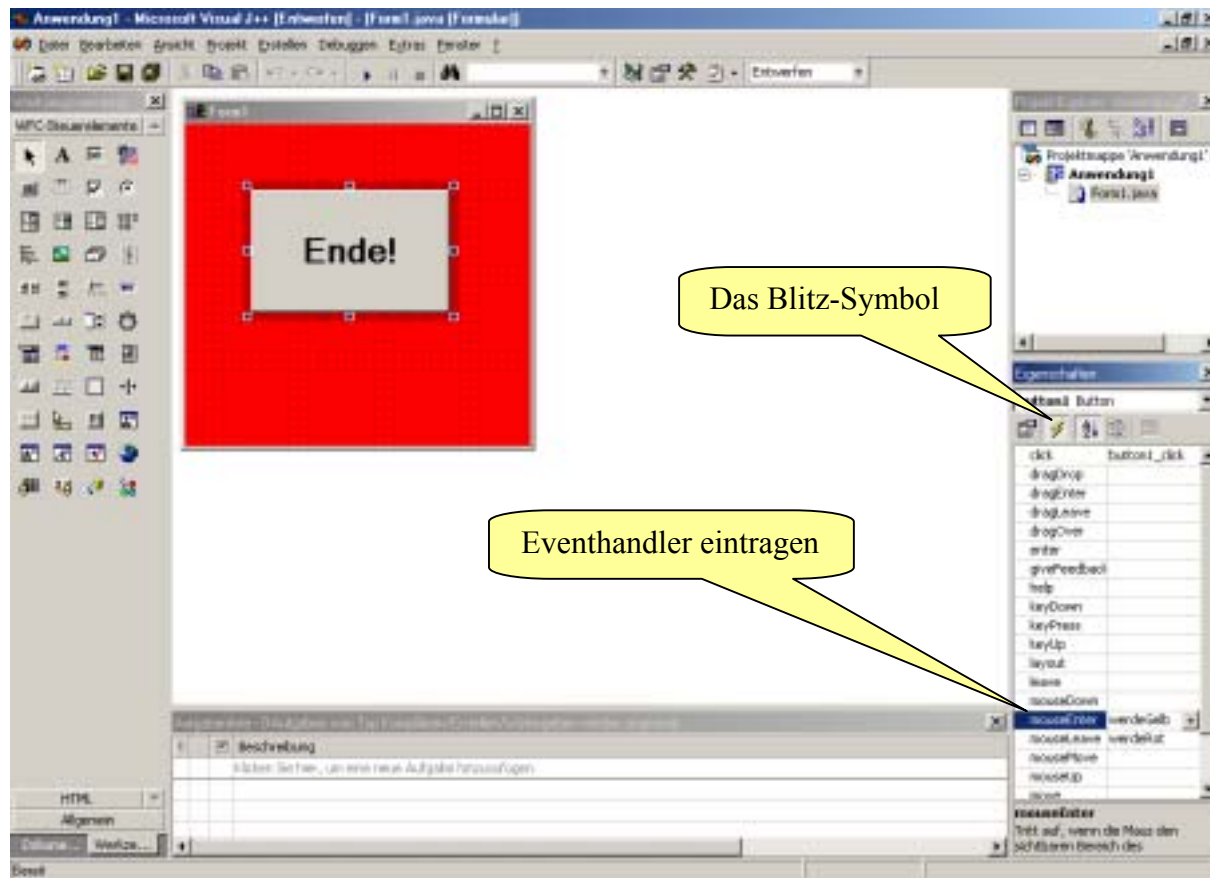 Anwendung1 - Microsoft Visual J++ [Entwerfen] - [Form1.java [Formular]]
Datei Bearbeiten Ansicht Projekt Erstellen Debuggen Extras Fenster ?
Entwerfen
WFC-Steuerelemente
Form1
Ende!
Projektmappe 'Anwendung1'
Anwendung1
Form1.java
Das Blitz-Symbol
Eigenschaften
button1 Button
click button1_click
dragDrop
dragEnter
dragLeave
dragOver
enter
giveFeedback
help
keyDown
keyPress
keyUp
layout
leave
mouseDown
Eventhandler eintragen
mouseEnter werdeGelb
mouseLeave werdeRot
mouseMove
mouseUp
move
mouseEnter
Tritt auf, wenn die Maus den
sichtbaren Bereich des
Beschreibung
Klicken Sie hier, um eine neue Aufgabe hinzuzufügen
HTML
Allgemein
Bereit